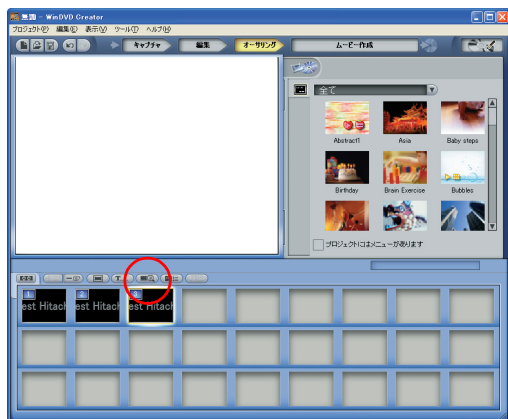 無題 - WinDVD Creator
プロジェクト(P) 編集(E) 表示(V) ツール(T) ヘルプ(H)
キャプチャ 編集 オーサリング ムービー作成
全て
Abstract1 Asia Baby steps
Birthday Brain Exercise Bubbles
プロジェクトにはメニューがあります
T
1 2 3
est Hitach est Hitach est Hitach